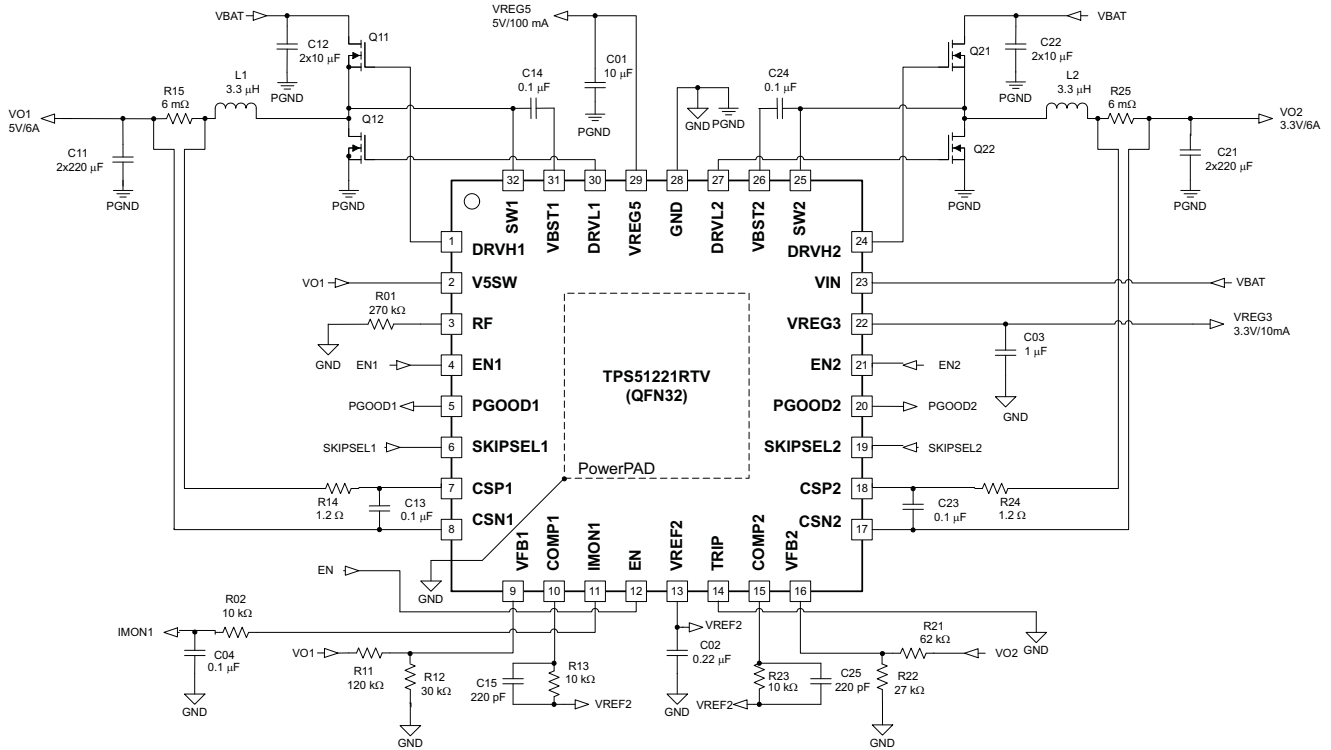 VBAT
VREG5
5V/100 mA
VBAT
Q11
C12
2x10 μF
PGND
C14
0.1 μF
C01
10 μF
PGND
GND
PGND
C24
0.1 μF
Q21
C22
2x10 μF
PGND
L1
3.3 μH
R15
6 mΩ
VO1
5V/6A
C11
2x220 μF
PGND
Q12
PGND
L2
3.3 μH
R25
6 mΩ
VO2
3.3V/6A
C21
2x220 μF
PGND
Q22
PGND
32
31
30
29
28
27
26
25
SW1
VBST1
DRVL1
VREG5
GND
DRVL2
VBST2
SW2
1
DRVH1
DRVH2
24
VO1
2
V5SW
VIN
23
VBAT
R01
270 kΩ
GND
3
RF
VREG3
22
VREG3
3.3V/10mA
C03
1 μF
GND
EN1
4
EN1
EN2
21
EN2
TPS51221RTV
(QFN32)
PGOOD1
5
PGOOD1
PGOOD2
20
PGOOD2
SKIPSEL1
6
SKIPSEL1
SKIPSEL2
19
SKIPSEL2
PowerPAD
R14
1.2 Ω
C13
0.1 μF
7
CSP1
CSP2
18
C23
0.1 μF
R24
1.2 Ω
8
CSN1
CSN2
17
VFB1
COMP1
IMON1
EN
VREF2
TRIP
COMP2
VFB2
GND
9
10
11
12
13
14
15
16
EN
R02
10 kΩ
IMON1
C04
0.1 μF
GND
VO1
R11
120 kΩ
R12
30 kΩ
GND
C15
220 pF
R13
10 kΩ
VREF2
VREF2
C02
0.22 μF
GND
R23
10 kΩ
VREF2
C25
220 pF
R21
62 kΩ
VO2
R22
27 kΩ
GND
GND